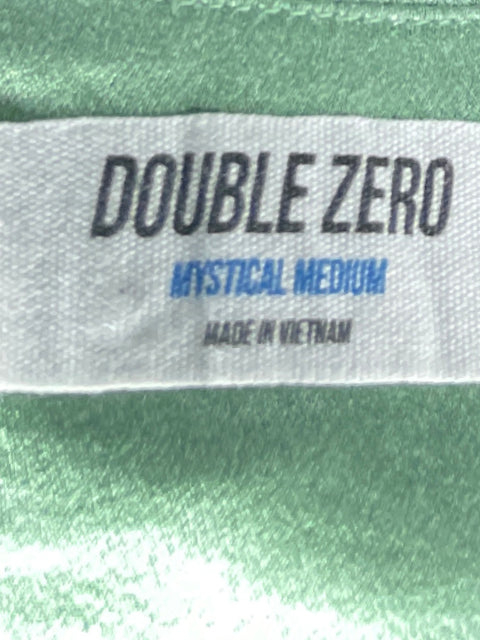 DOUBLE ZERO
MYSTICAL MEDIUM
MADE IN VIETNAM